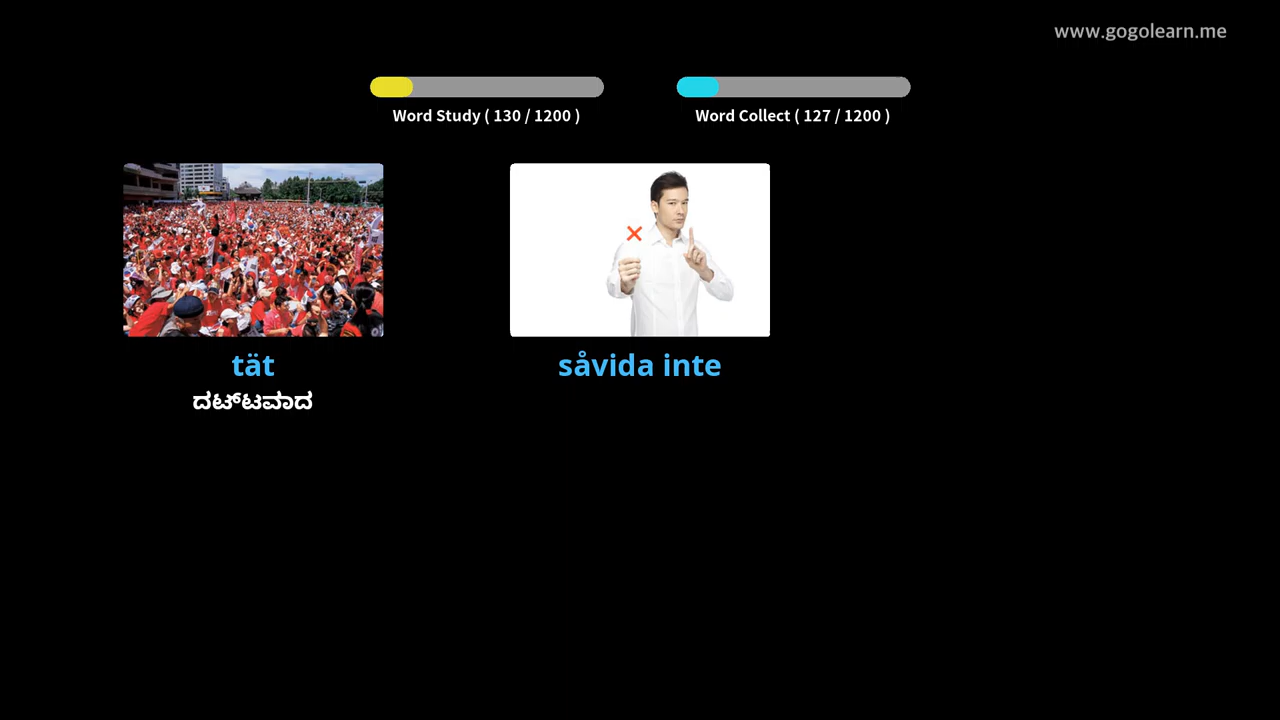 www.gogolearn.me
Word Study ( 130 / 1200 )
Word Collect ( 127 / 1200 )
tät
såvida inte
ದಟ್ಟವಾದ